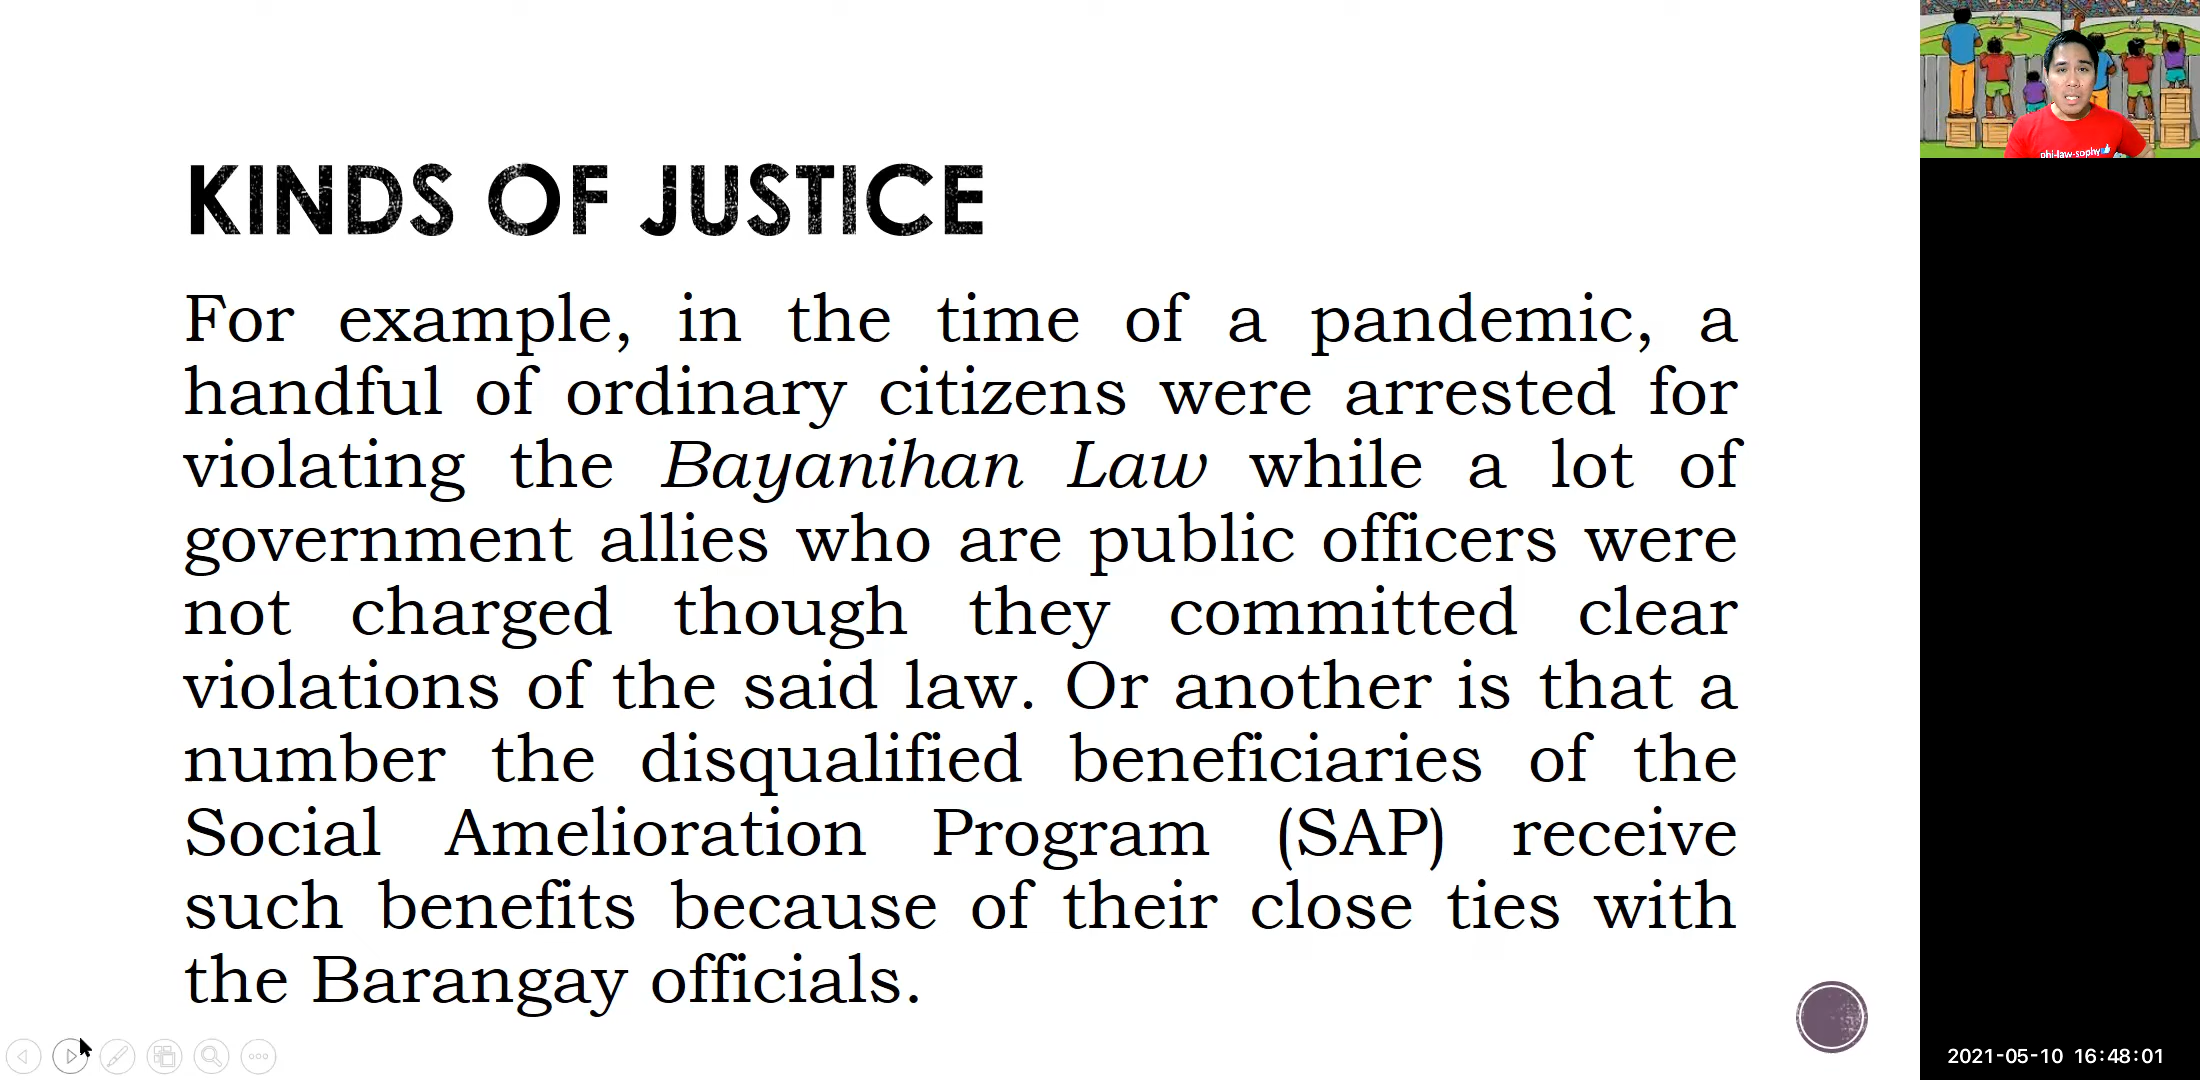 KINDS OF JUSTICE
For example, in the time of a pandemic, a
handful of ordinary citizens were arrested for
violating the Bayanihan Law while a lot of
government allies who are public officers were
not charged though they committed clear
violations of the said law. Or another is that a
number the disqualified beneficiaries of the
Social Amelioration Program (SAP) receive
such benefits because of their close ties with
the Barangay officials.
phi-law-sophy
2021-05-10 16:48:01